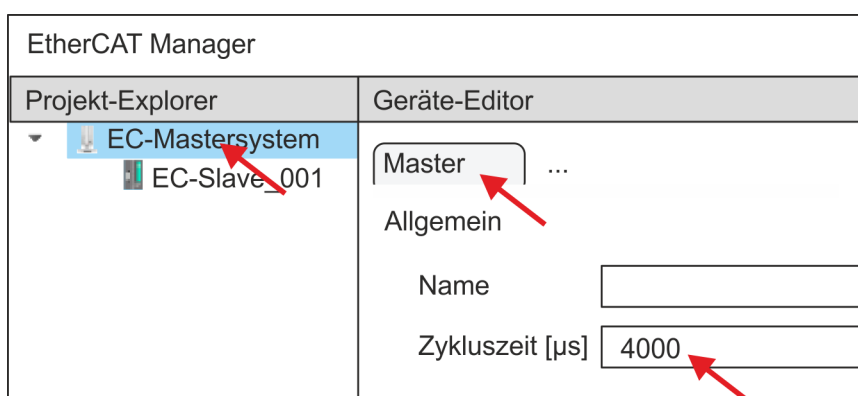 EtherCAT Manager
Projekt-Explorer
Geräte-Editor
EC-Mastersystem
EC-Slave_001
Master
...
Allgemein
Name
Zykluszeit [µs]
4000